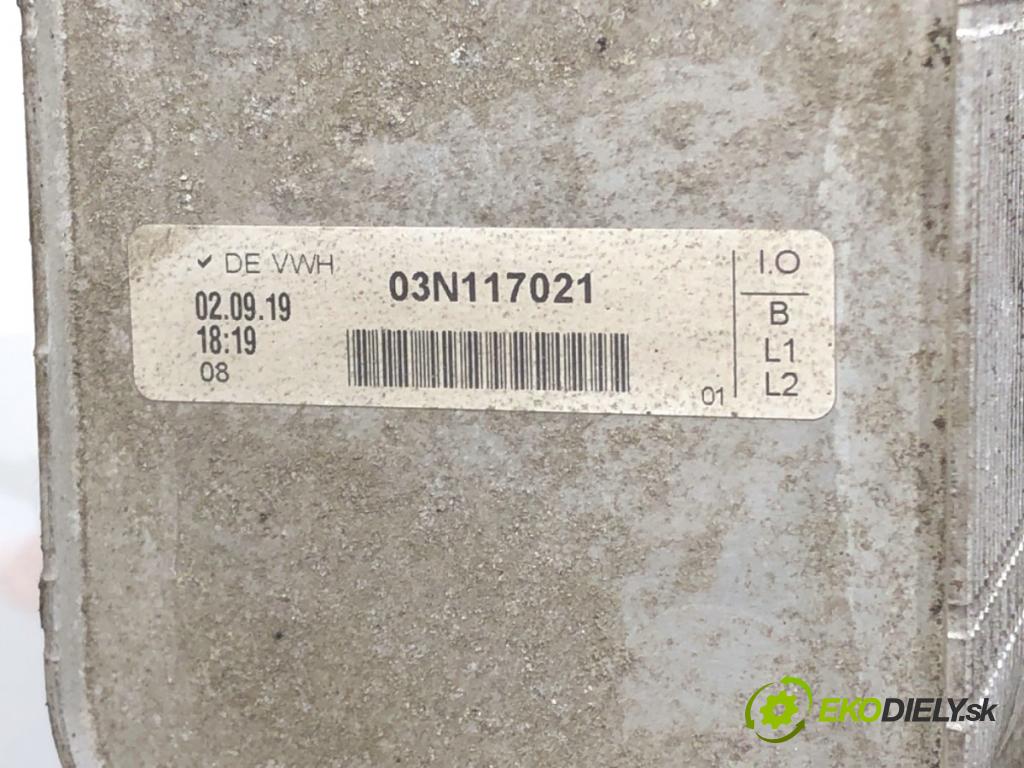 ✓ DE VWH
02.09.19
18:19
08
03N117021
01
I.O
B
L1
L2
EKODIELY.sk